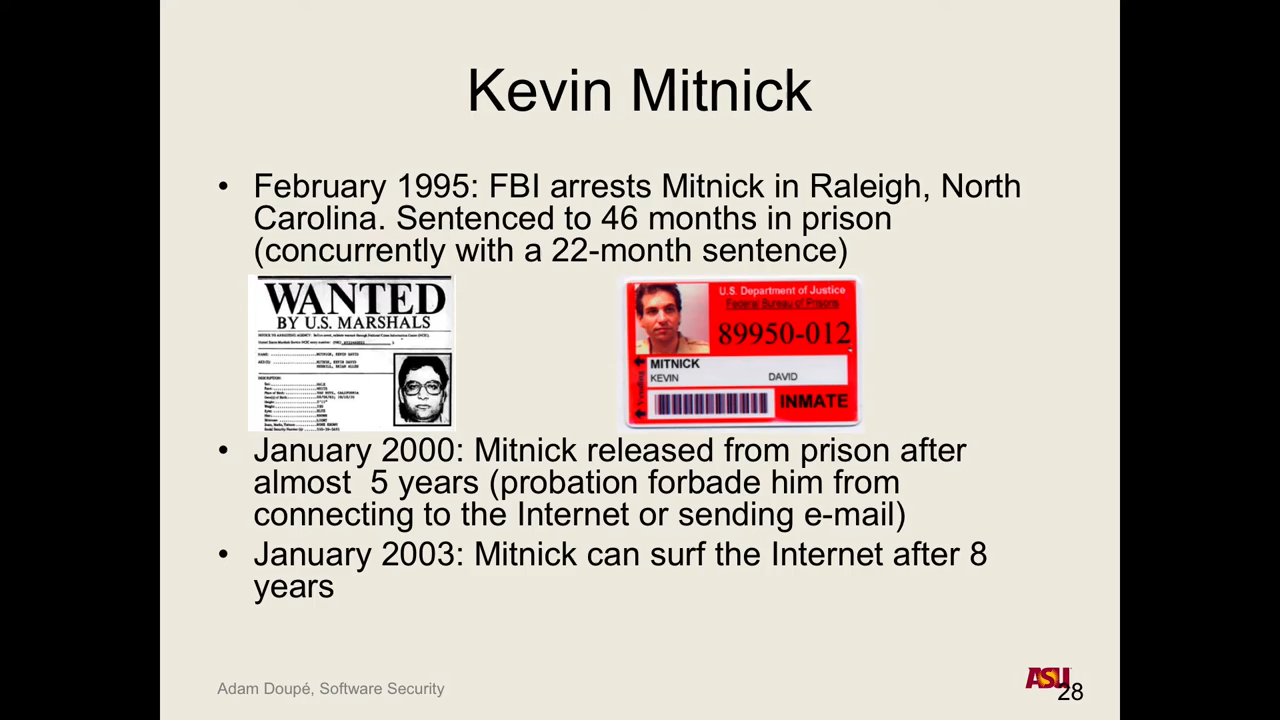 Kevin Mitnick
• February 1995: FBI arrests Mitnick in Raleigh, North
Carolina. Sentenced to 46 months in prison
(concurrently with a 22-month sentence)
WANTED
BY U.S. MARSHALS
U.S. Department of Justice
Federal Bureau of Prisons
89950-012
MITNICK
KEVIN DAVID
INMATE
• January 2000: Mitnick released from prison after
almost 5 years (probation forbade him from
connecting to the Internet or sending e-mail)
• January 2003: Mitnick can surf the Internet after 8
years
Adam Doupé, Software Security
ASU
28